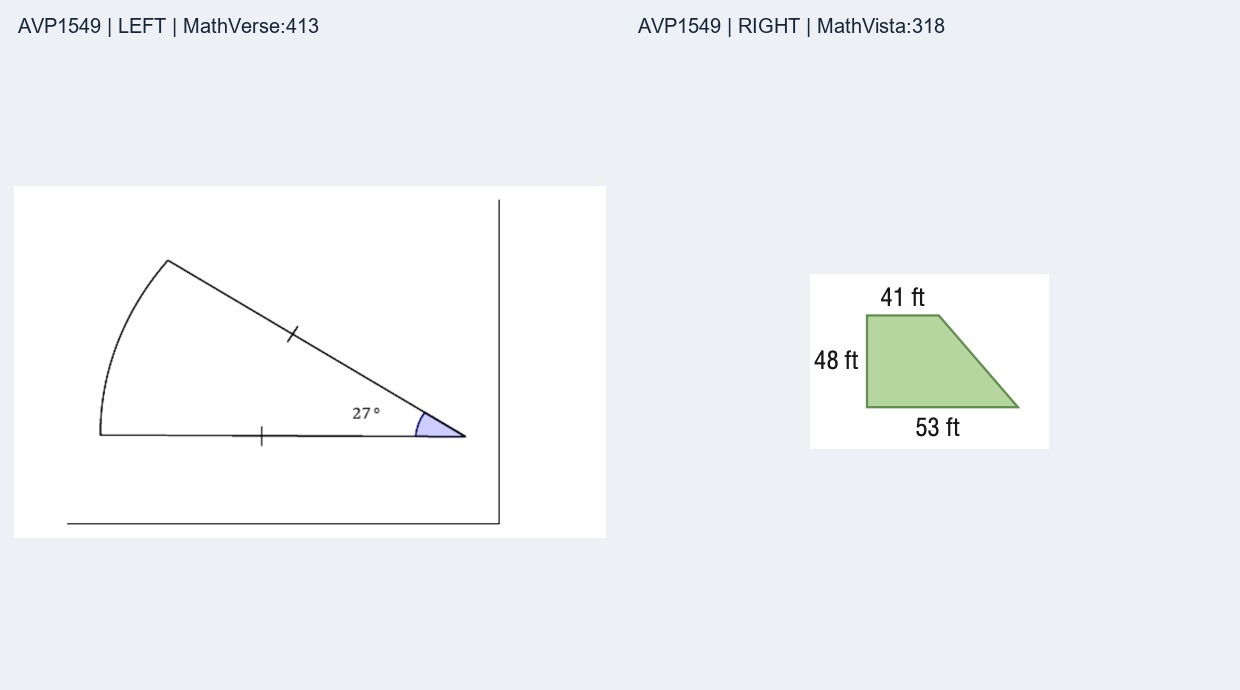 AVP1549 | LEFT | MathVerse:413
AVP1549 | RIGHT | MathVista:318
27°
41 ft
48 ft
53 ft